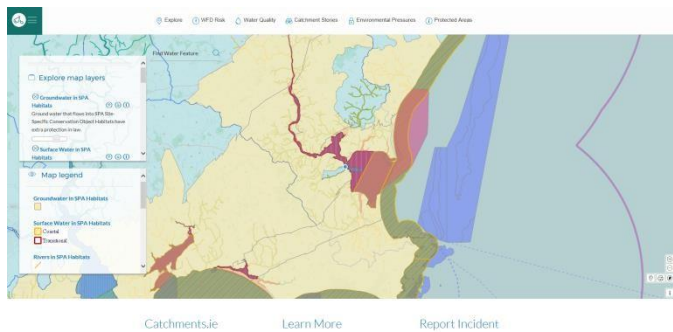 Explore WFD Risk Water Quality Catchment Stories Environmental Pressures Protected Areas
Find Water Feature
Explore map layers
Groundwater in SPA
Habitats
Ground water that flows into SPA Site
Specific Conservation Object Habitats have
extra protection in law.
Surface Water in SPA
Habitats
Map legend
Groundwater in SPA Habitats
Surface Water in SPA Habitats
Coastal
Transitional
Rivers in SPA Habitats
Catchments.ie Learn More Report Incident